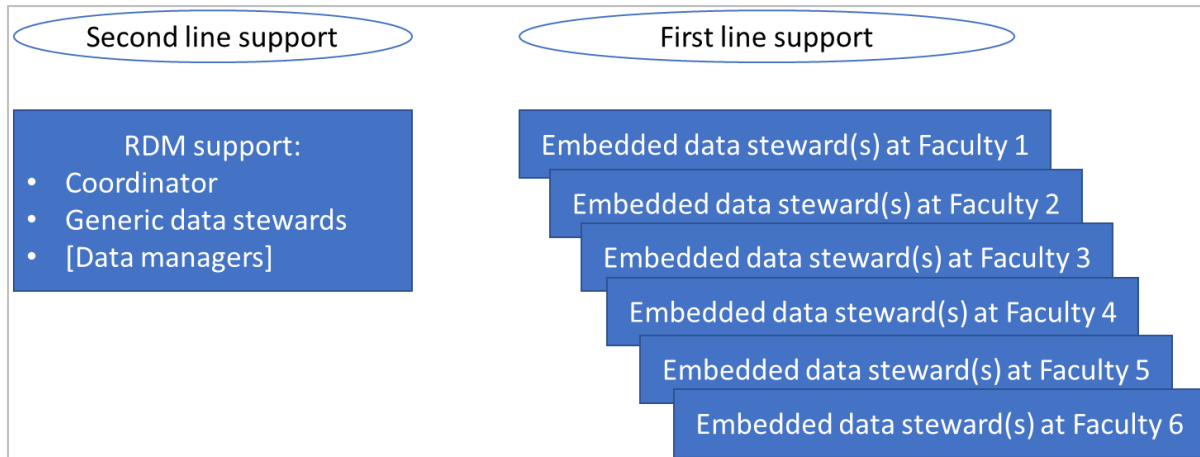 Second line support
First line support
RDM support:
• Coordinator
• Generic data stewards
• [Data managers]
Embedded data steward(s) at Faculty 1
Embedded data steward(s) at Faculty 2
Embedded data steward(s) at Faculty 3
Embedded data steward(s) at Faculty 4
Embedded data steward(s) at Faculty 5
Embedded data steward(s) at Faculty 6